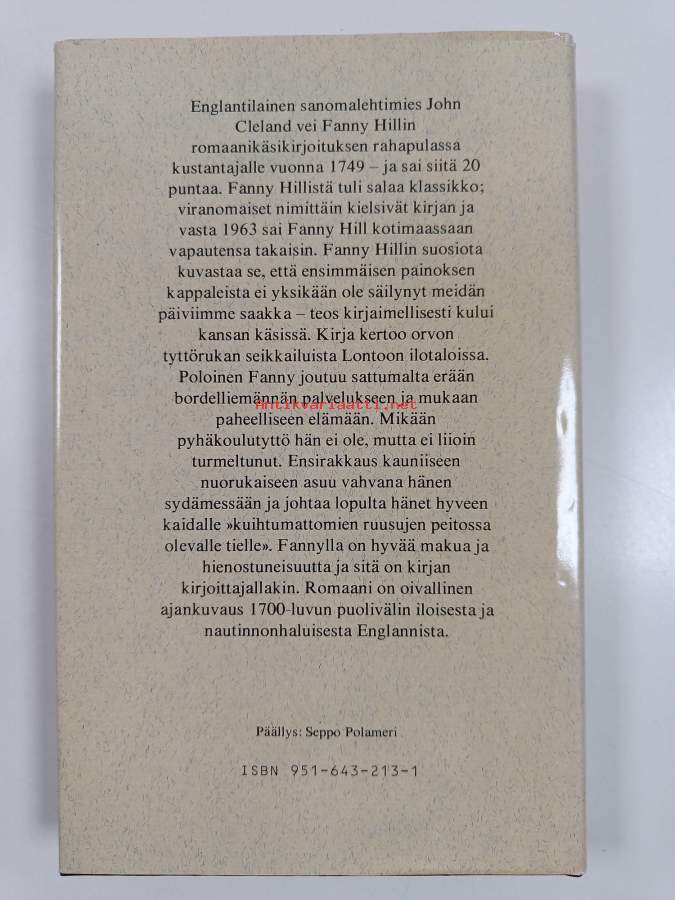 Englantilainen sanomalehtimies John
Cleland vei Fanny Hillin
romaanikäsikirjoituksen rahapulassa
kustantajalle vuonna 1749 – ja sai siitä 20
puntaa. Fanny Hillistä tuli salaa klassikko;
viranomaiset nimittäin kielsivät kirjan ja
vasta 1963 sai Fanny Hill kotimaassaan
vapautensa takaisin. Fanny Hillin suosiota
kuvastaa se, että ensimmäisen painoksen
kappaleista ei yksikään ole säilynyt meidän
päiviimme saakka – teos kirjaimellisesti kului
kansan käsissä. Kirja kertoo orvon
tyttörukan seikkailuista Lontoon ilotaloissa.
Poloinen Fanny joutuu sattumalta erään
bordelliemännän palvelukseen ja mukaan
Antikvariaatti.net
paheelliseen elämään. Mikään
pyhäkoulutyttö hän ei ole, mutta ei liioin
turmeltunut. Ensirakkaus kauniiseen
nuorukaiseen asuu vahvana hänen
sydämessään ja johtaa lopulta hänet hyveen
kaidalle »kuihtumattomien ruusujen peitossa
olevalle tielle». Fannylla on hyvää makua ja
hienostuneisuutta ja sitä on kirjan
kirjoittajallakin. Romaani on oivallinen
ajankuvaus 1700-luvun puolivälin iloisesta ja
nautinnonhaluisesta Englannista.
Päällys: Seppo Polameri
ISBN 951-643-213-1